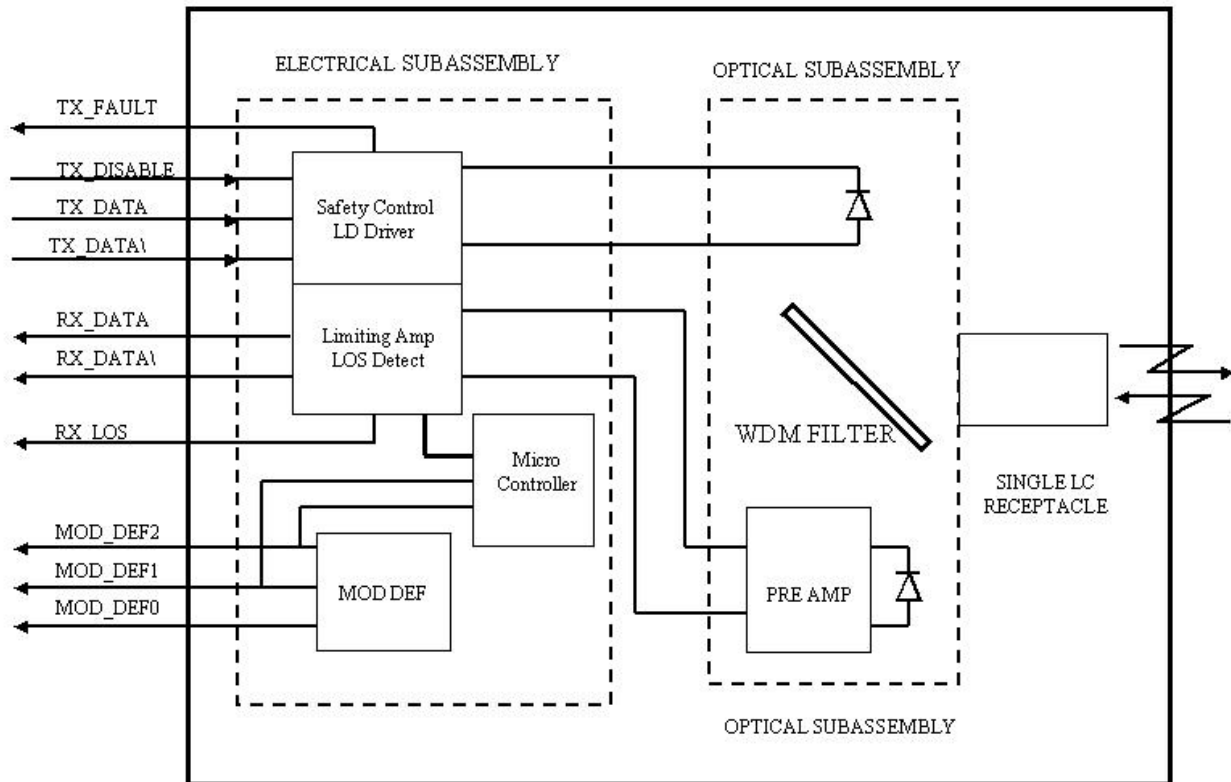 ELECTRICAL SUBASSEMBLY
OPTICAL SUBASSEMBLY
TX_FAULT
TX_DISABLE
TX_DATA
TX_DATA\
Safety Control
LD Driver
RX_DATA
RX_DATA\
Limiting Amp
LOS Detect
RX_LOS
WDM FILTER
Micro
Controller
SINGLE LC
RECEPTACLE
MOD_DEF2
MOD_DEF1
MOD_DEF0
MOD DEF
PRE AMP
OPTICAL SUBASSEMBLY